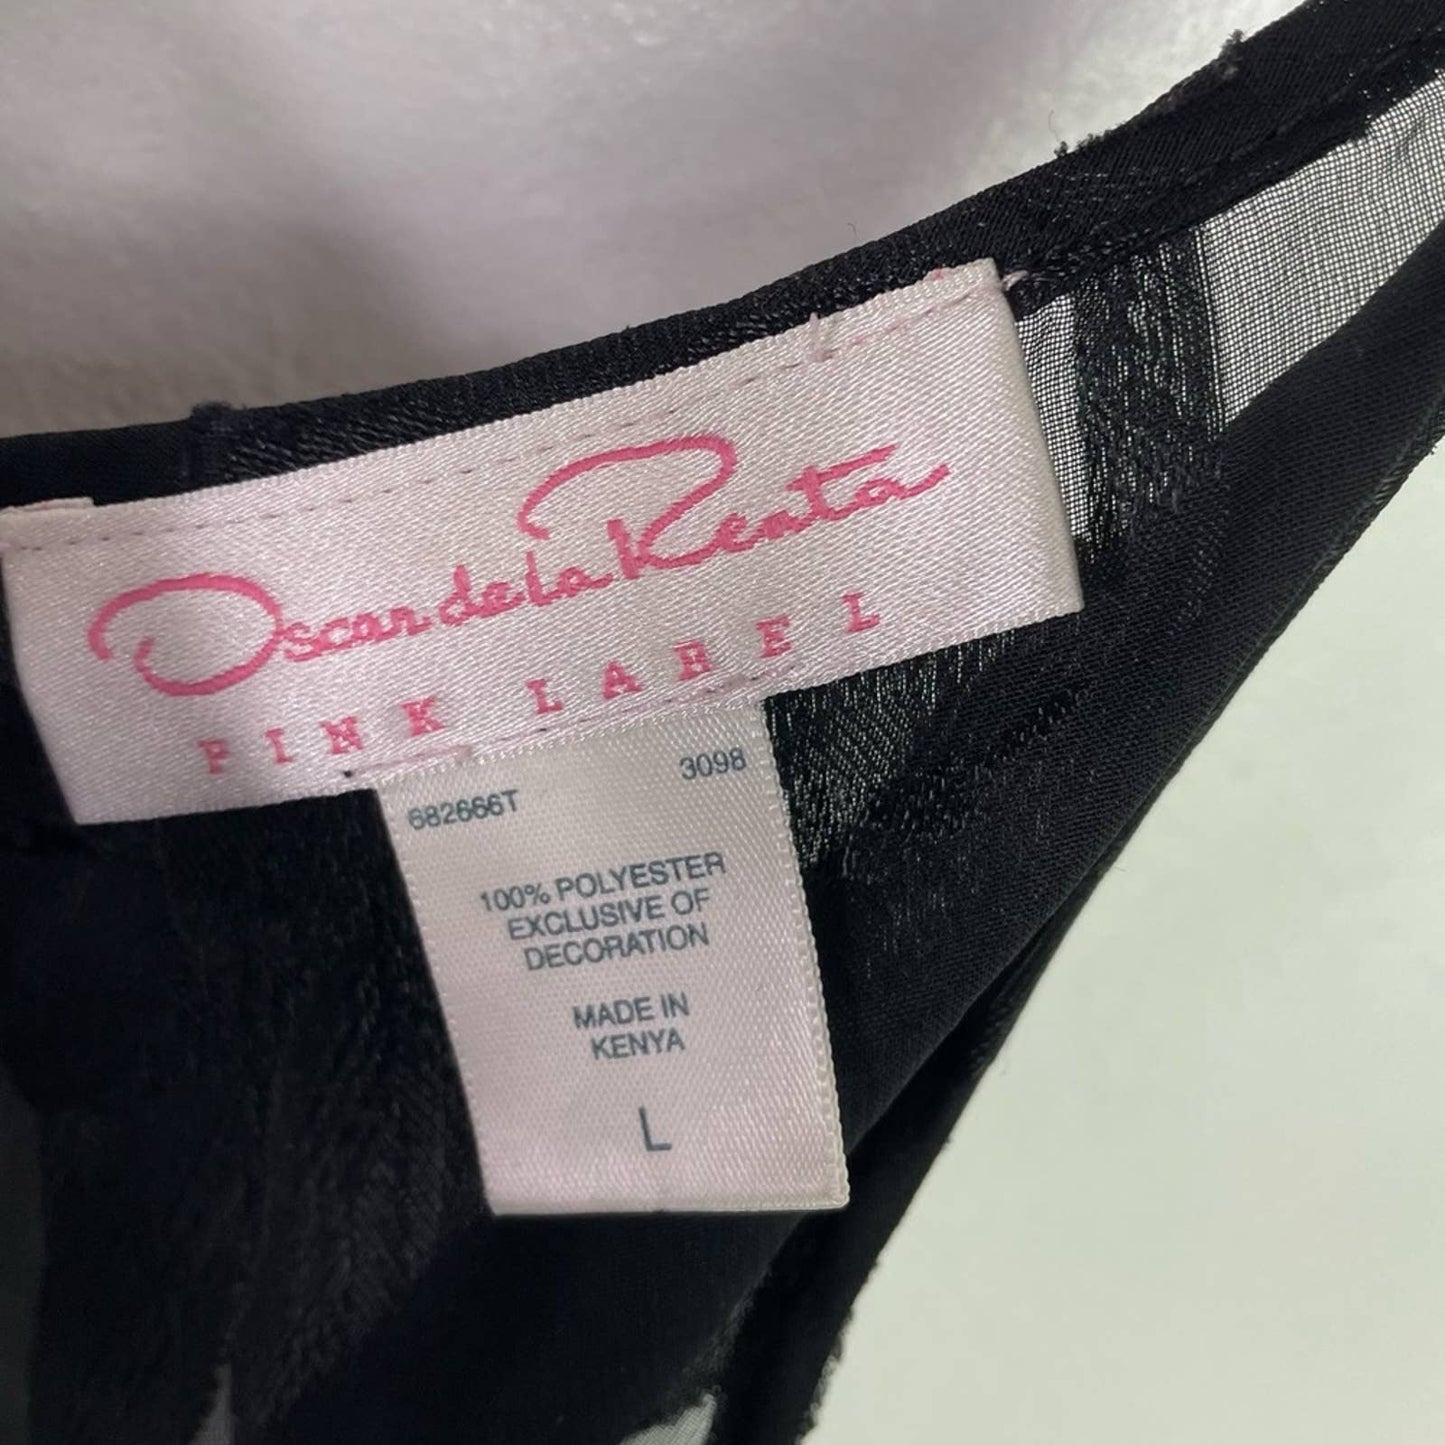 Oscar de la Renta
PINK LABEL
682666T 3098
100% POLYESTER
EXCLUSIVE OF
DECORATION
MADE IN
KENYA
L